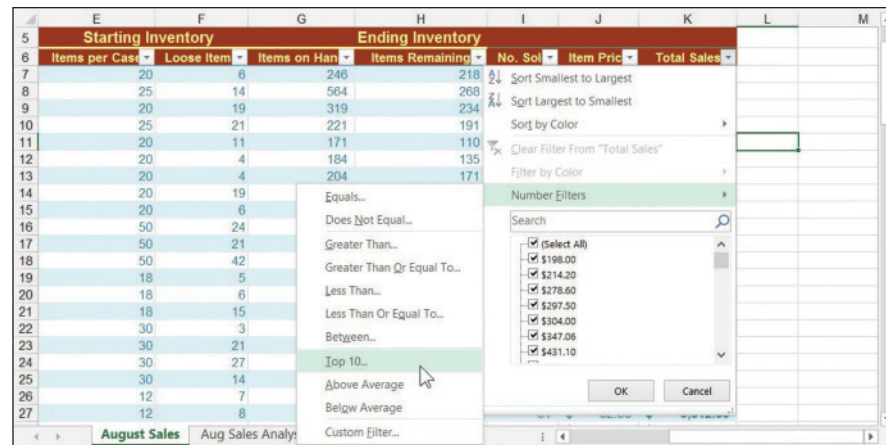 E F G H I J K L M
5 Starting Inventory Ending Inventory
6 Items per Case Loose Item Items on Han Items Remaining No. Sol Item Pric Total Sales
7 20 6 246 218
8 25 14 564 268
9 20 19 319 234
10 25 21 221 191
11 20 11 171 110
12 20 4 184 135
13 20 4 204 171
14 20 19
15 20 6
16 50 24
17 50 21
18 50 42
19 18 5
20 18 6
21 18 15
22 30 3
23 30 21
24 30 27
25 30 14
26 12 7
27 12 8
Sort Smallest to Largest
Sort Largest to Smallest
Sort by Color
Clear Filter From "Total Sales"
Filter by Color
Number Filters
Search
(Select All)
$198.00
$214.20
$278.60
$297.50
$304.00
$347.06
$431.10
OK Cancel
Equals...
Does Not Equal...
Greater Than...
Greater Than Or Equal To...
Less Than...
Less Than Or Equal To...
Between...
Top 10...
Above Average
Below Average
Custom Filter...
August Sales Aug Sales Analys